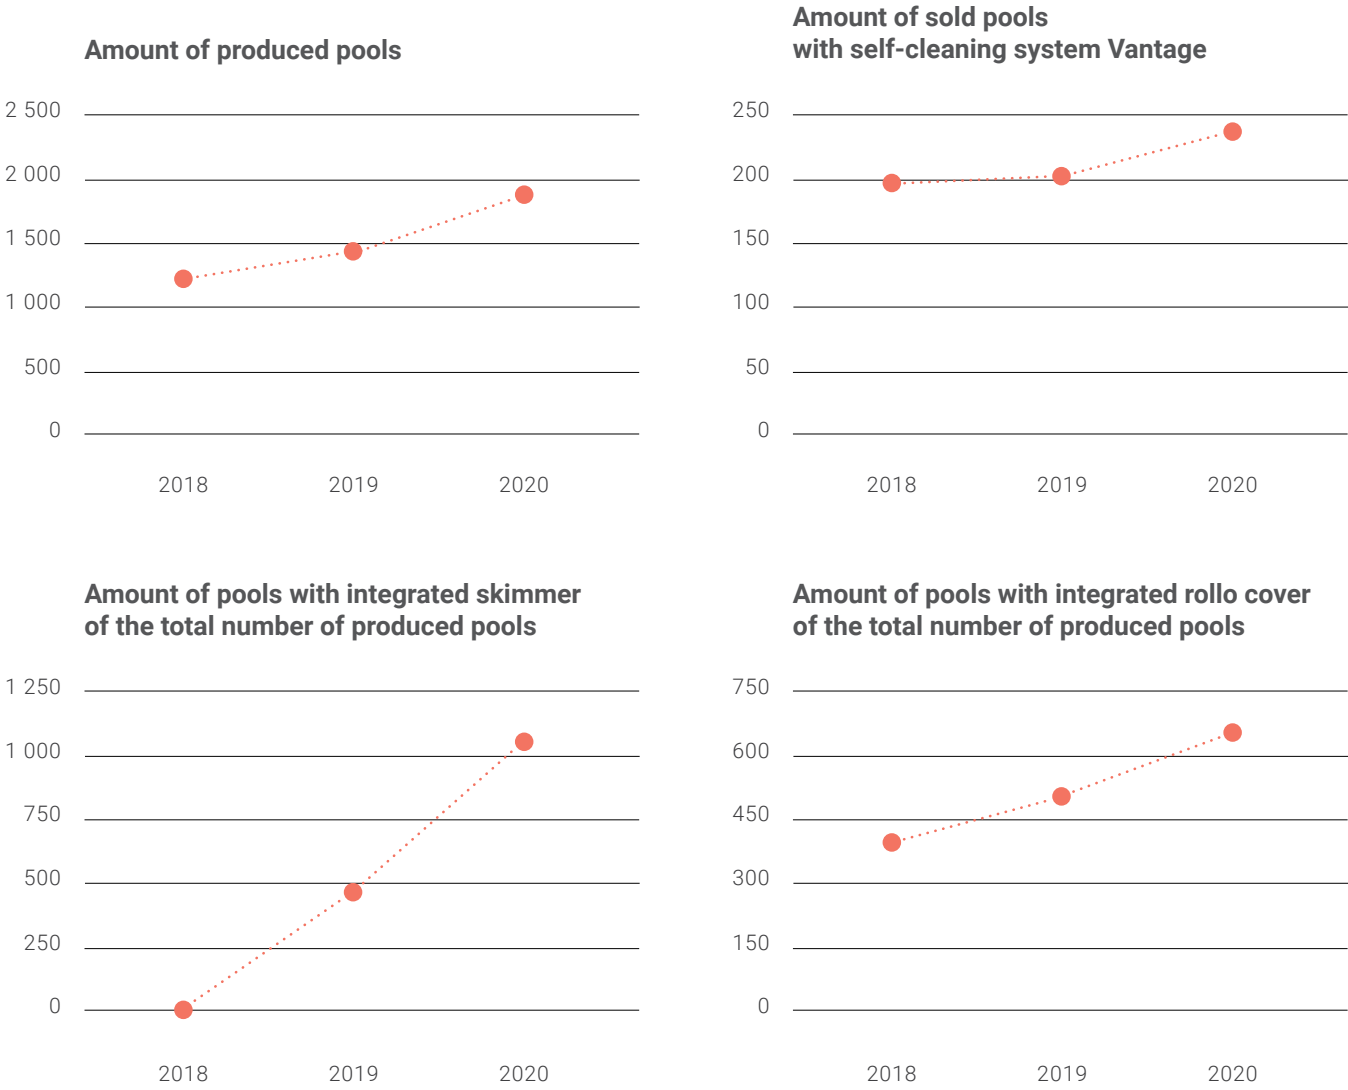 Amount of produced pools
2 500
2 000
1 500
1 000
500
0
2018 2019 2020
Amount of sold pools
with self-cleaning system Vantage
250
200
150
100
50
0
2018 2019 2020
Amount of pools with integrated skimmer
of the total number of produced pools
1 250
1 000
750
500
250
0
2018 2019 2020
Amount of pools with integrated rollo cover
of the total number of produced pools
750
600
450
300
150
0
2018 2019 2020